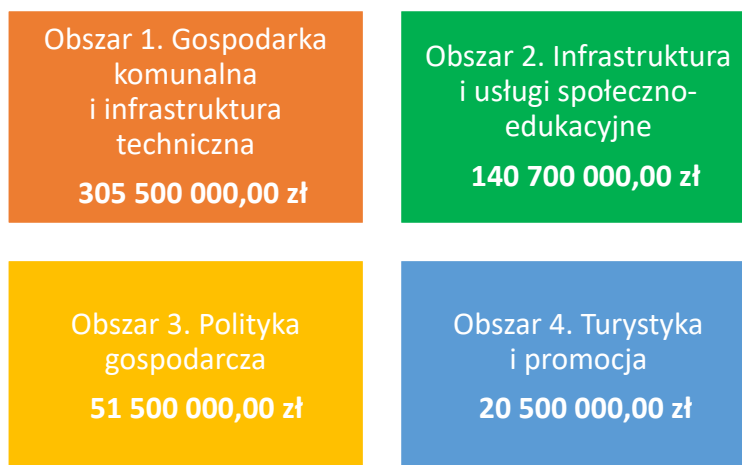 Obszar 1. Gospodarka
komunalna
i infrastruktura
techniczna
305 500 000,00 zł
Obszar 2. Infrastruktura
i usługi społeczno-
edukacyjne
140 700 000,00 zł
Obszar 3. Polityka
gospodarcza
51 500 000,00 zł
Obszar 4. Turystyka
i promocja
20 500 000,00 zł